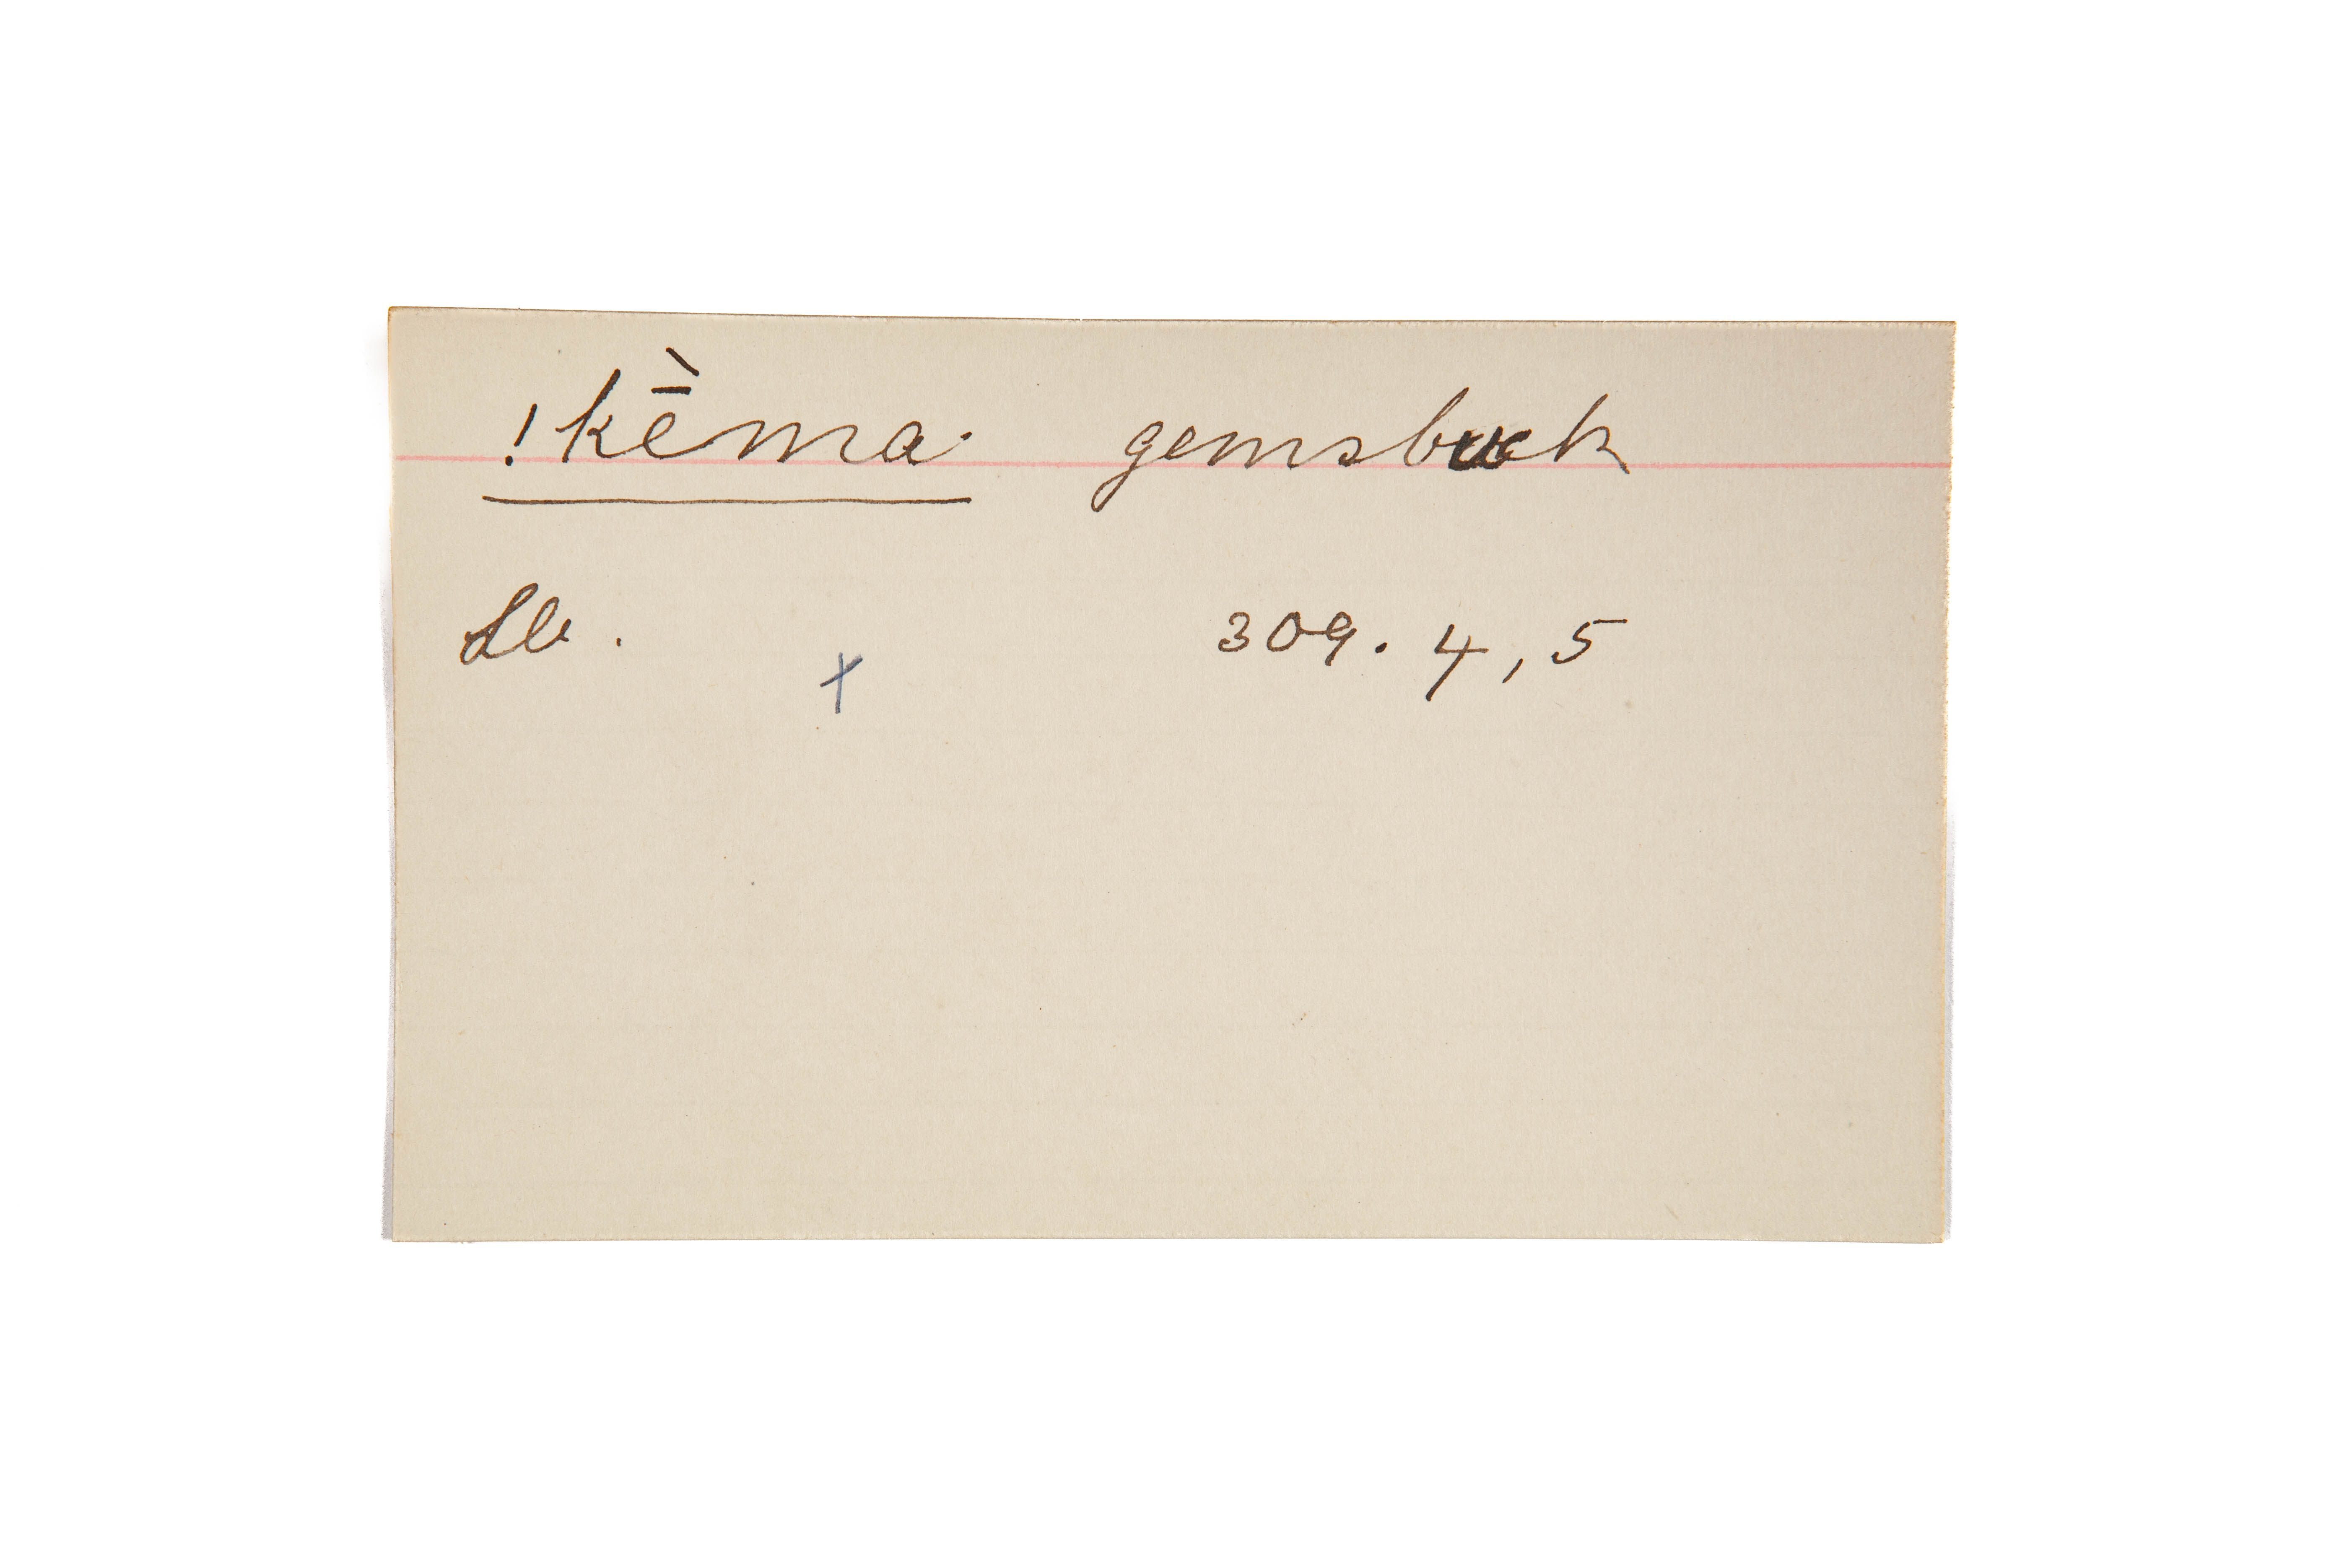 !kḕma. gemsbuck
Ll. 309. 4, 5
x